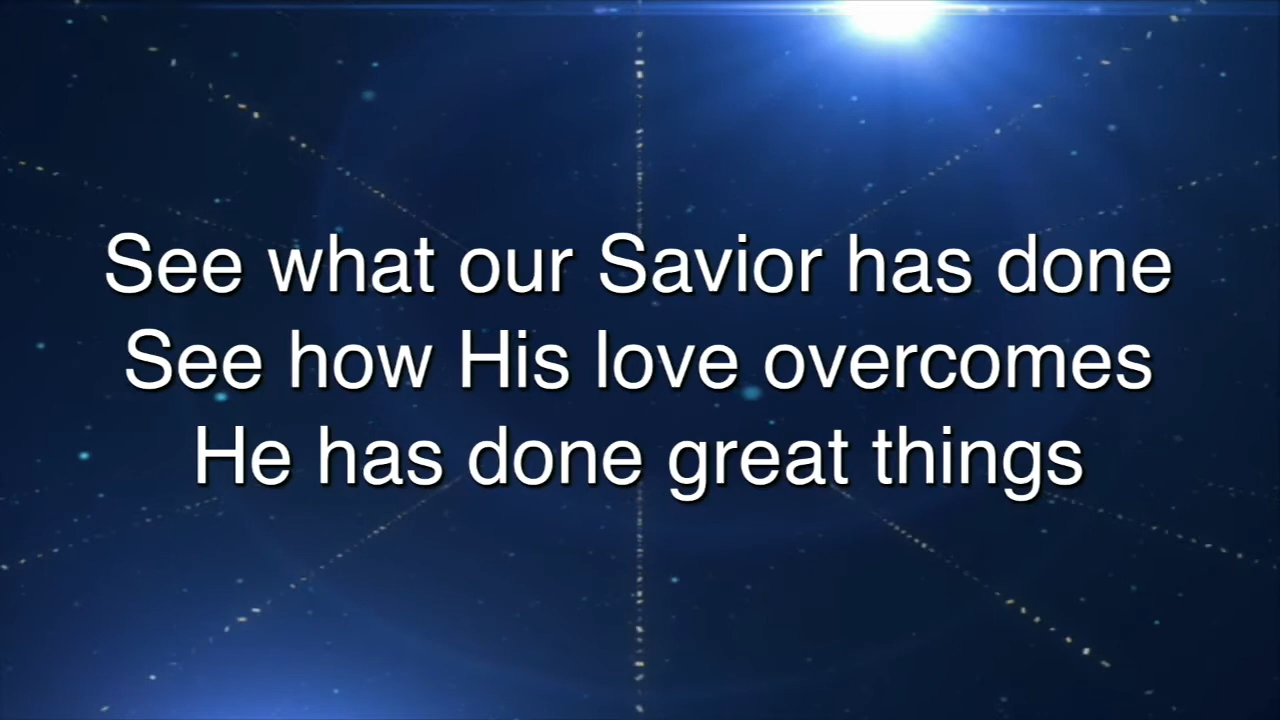 See what our Savior has done
See how His love overcomes
He has done great things